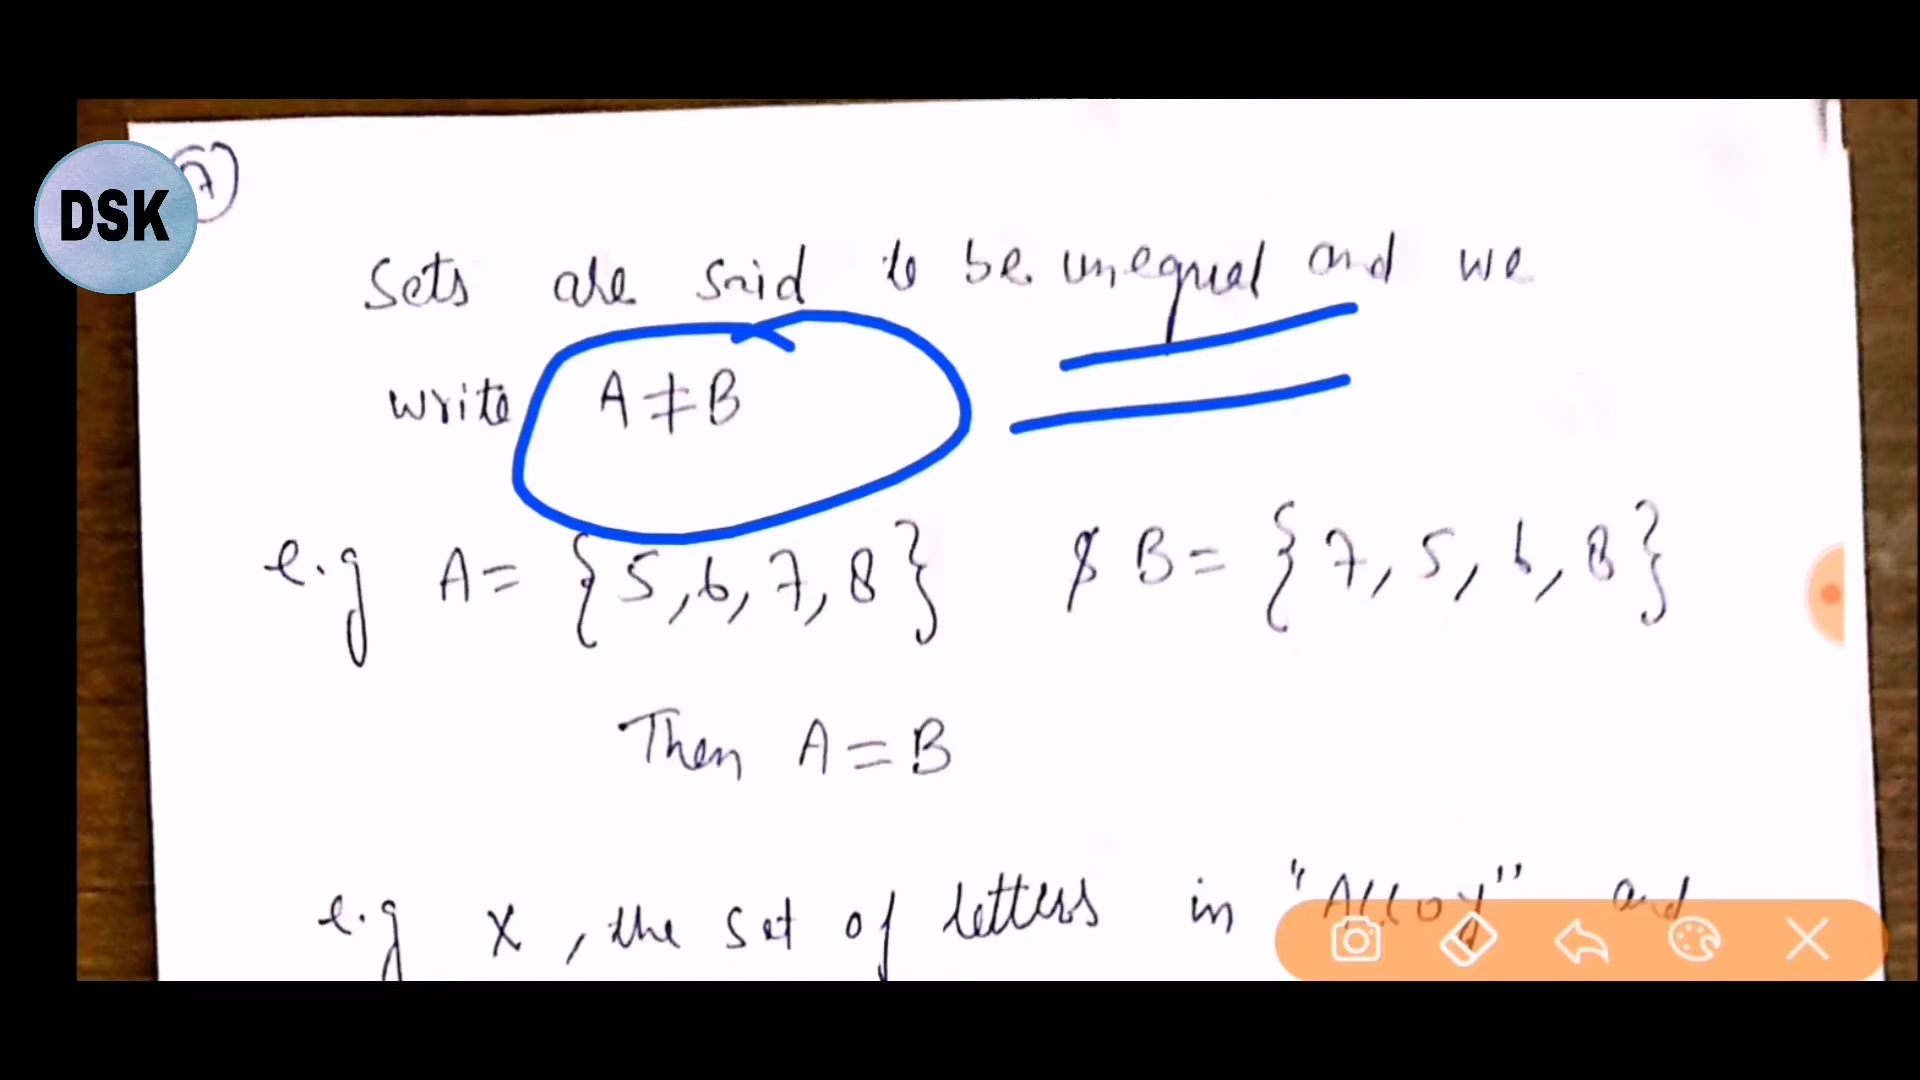 DSK
7
Sets are said to be unequal and we
write A ≠ B
e.g A = {5,6,7,8} & B = {7,5,6,8}
Then A = B
e.g X, the set of letters in "Alloy" and